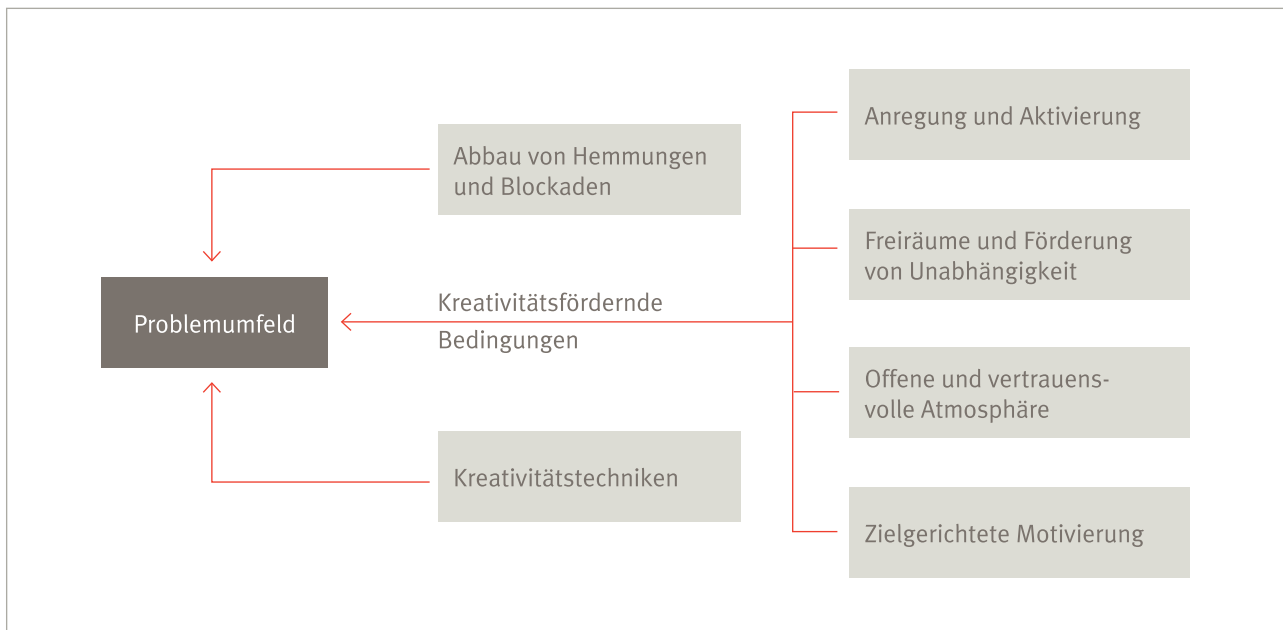 Anregung und Aktivierung
Abbau von Hemmungen
und Blockaden
Freiräume und Förderung
von Unabhängigkeit
Problemumfeld
Kreativitätsfördernde
Bedingungen
Offene und vertrauens-
volle Atmosphäre
Kreativitätstechniken
Zielgerichtete Motivierung